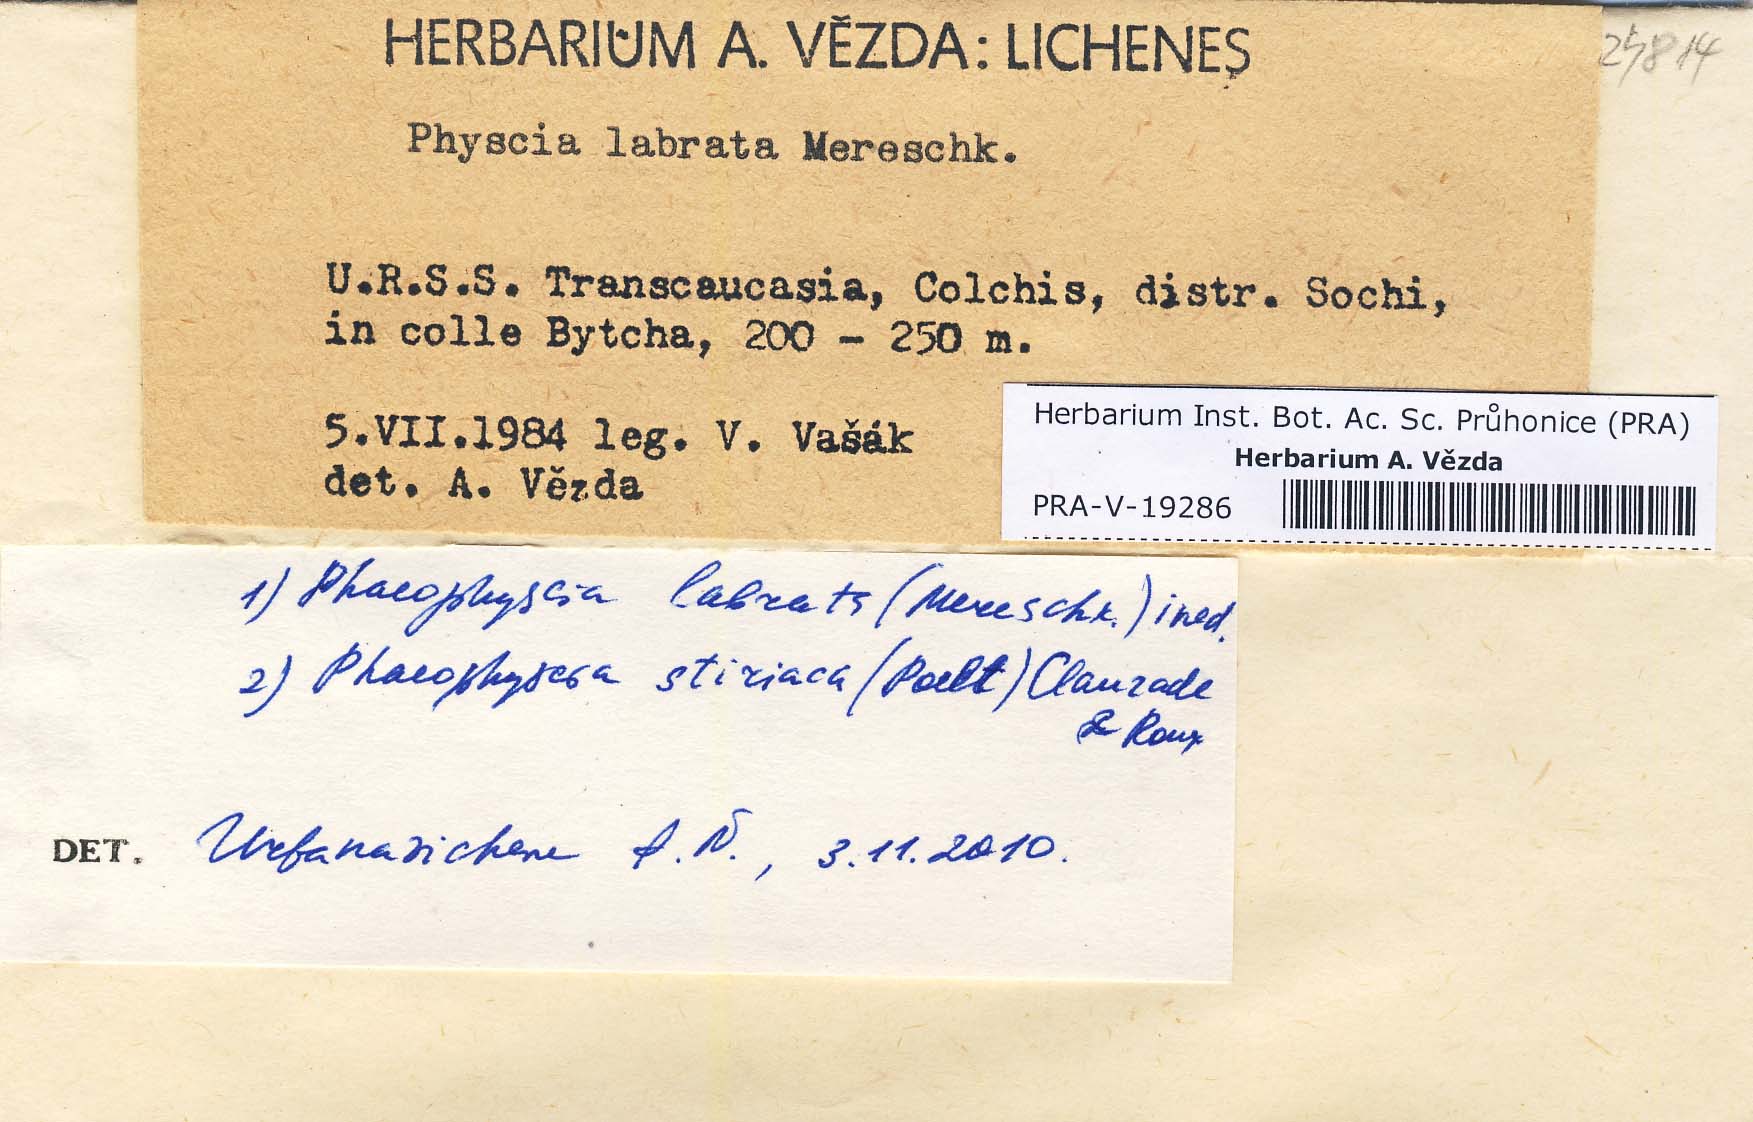 HERBARIUM A. VĚZDA: LICHENES
25814
Physcia labrata Mereschk.
U.R.S.S. Transcaucasia, Colchis, distr. Sochi,
in colle Bytcha, 200 - 250 m.
5.VII.1984 leg. V. Vašák
det. A. Vězda
Herbarium Inst. Bot. Ac. Sc. Průhonice (PRA)
Herbarium A. Vězda
PRA-V-19286
1) Phaeophyscia labrata (Mereschk.) ined.
2) Phaeophyscia stiriaca (Poelt) Clauzade
& Roux
DET. Urbanavichene I.N., 3.11.2010.